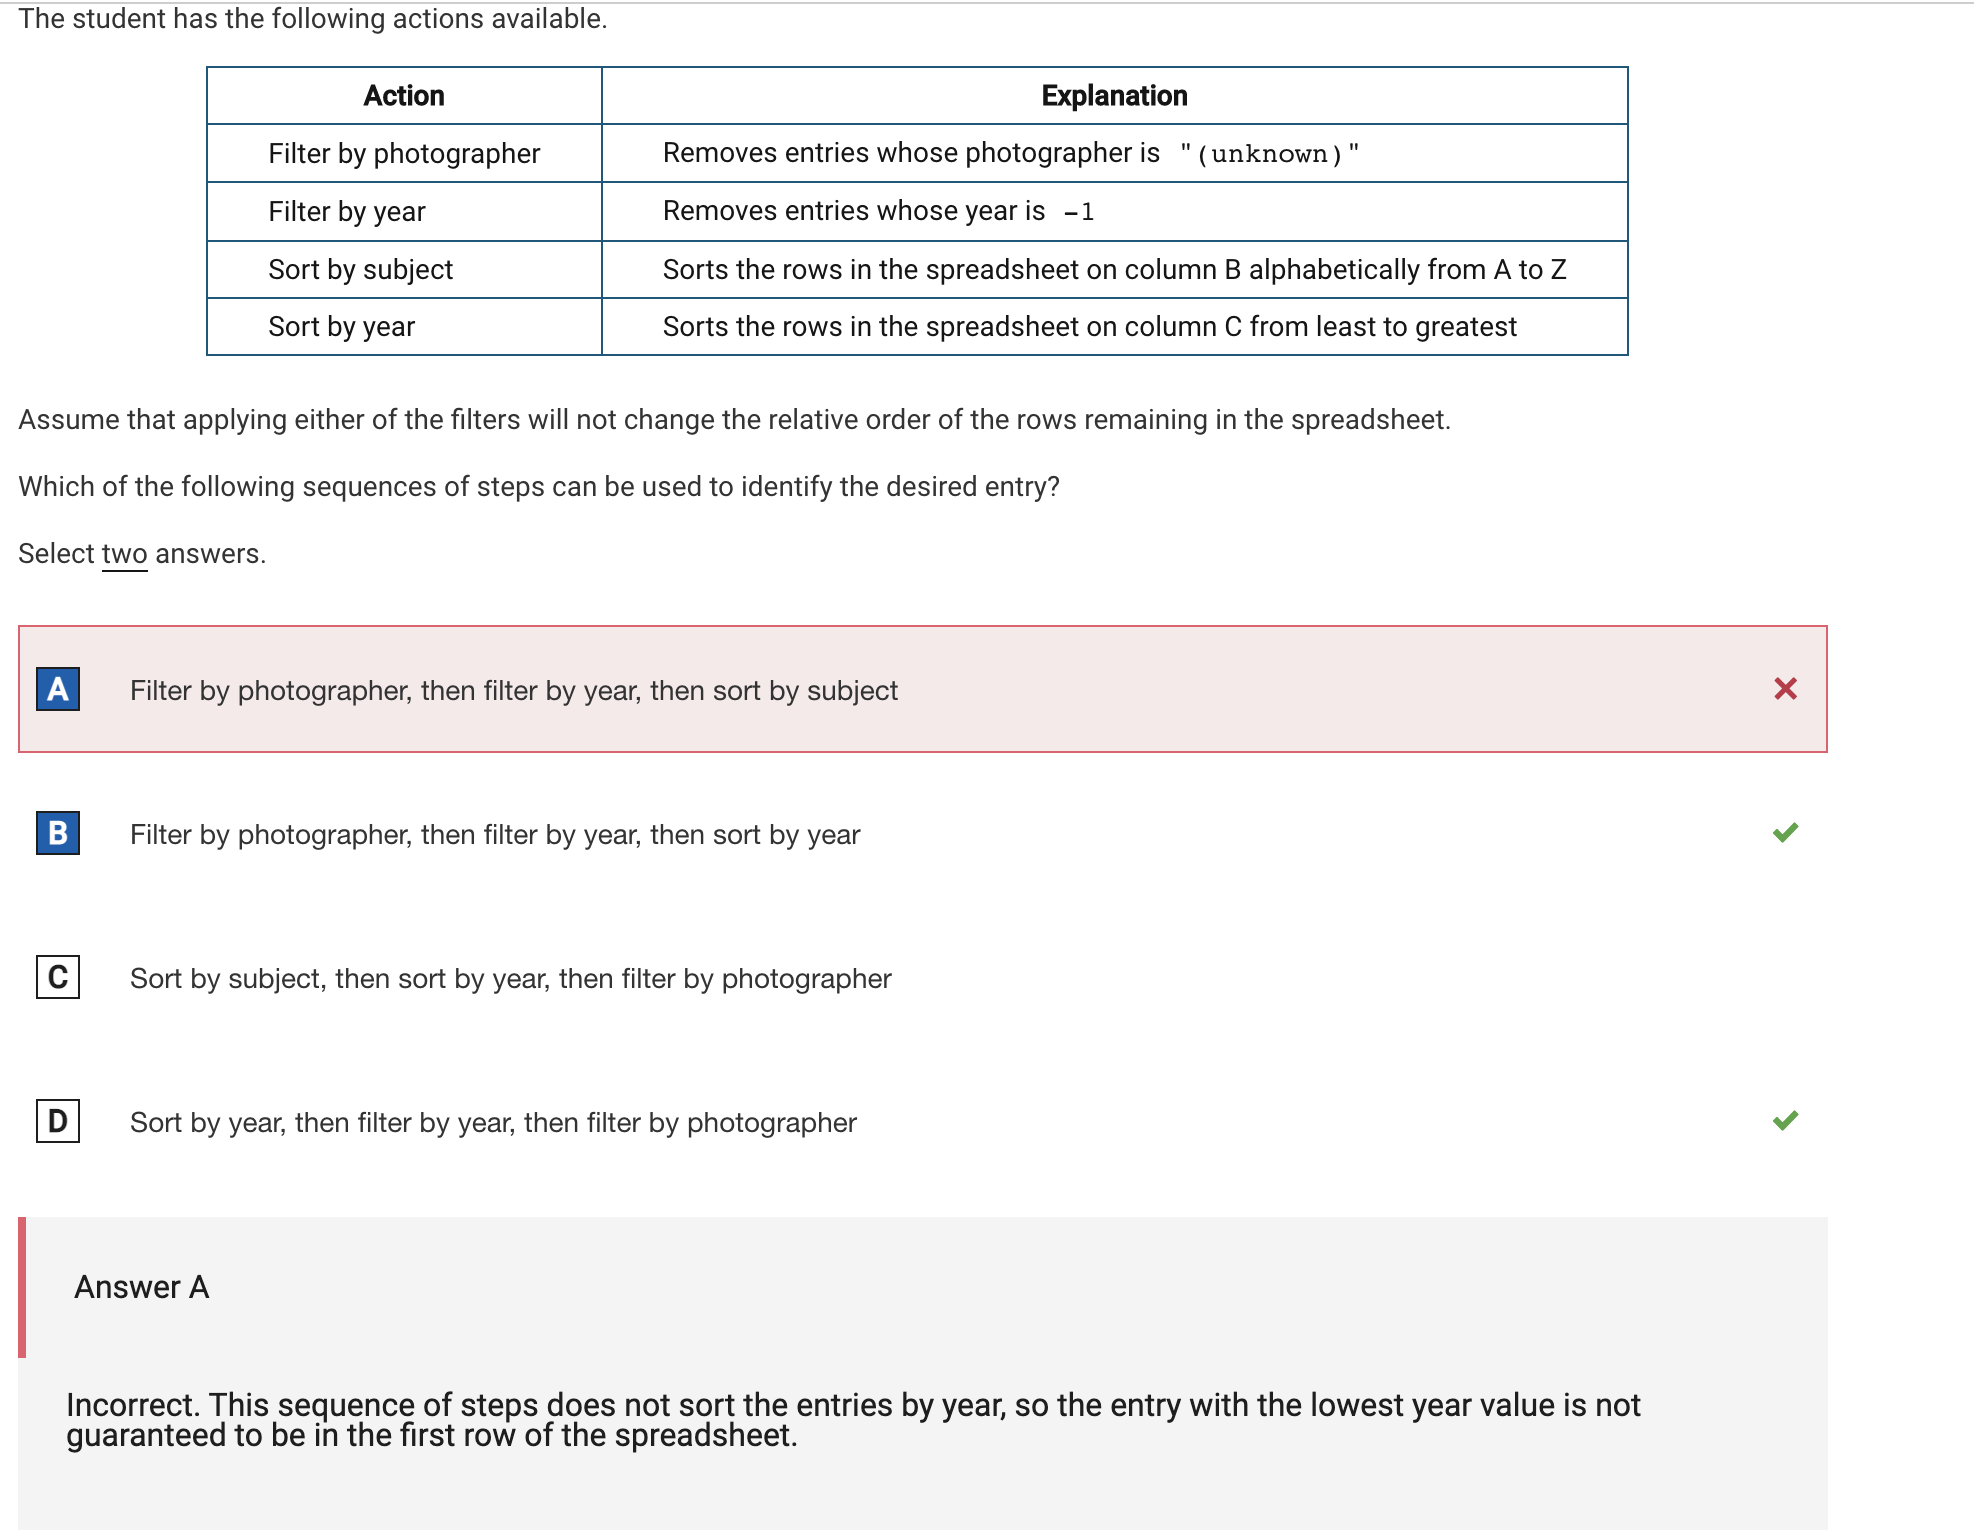 The student has the following actions available.
Action Explanation
Filter by photographer Removes entries whose photographer is "(unknown)"
Filter by year Removes entries whose year is -1
Sort by subject Sorts the rows in the spreadsheet on column B alphabetically from A to Z
Sort by year Sorts the rows in the spreadsheet on column C from least to greatest
Assume that applying either of the filters will not change the relative order of the rows remaining in the spreadsheet.
Which of the following sequences of steps can be used to identify the desired entry?
Select two answers.
A Filter by photographer, then filter by year, then sort by subject
B Filter by photographer, then filter by year, then sort by year
C Sort by subject, then sort by year, then filter by photographer
D Sort by year, then filter by year, then filter by photographer
Answer A
Incorrect. This sequence of steps does not sort the entries by year, so the entry with the lowest year value is not
guaranteed to be in the first row of the spreadsheet.